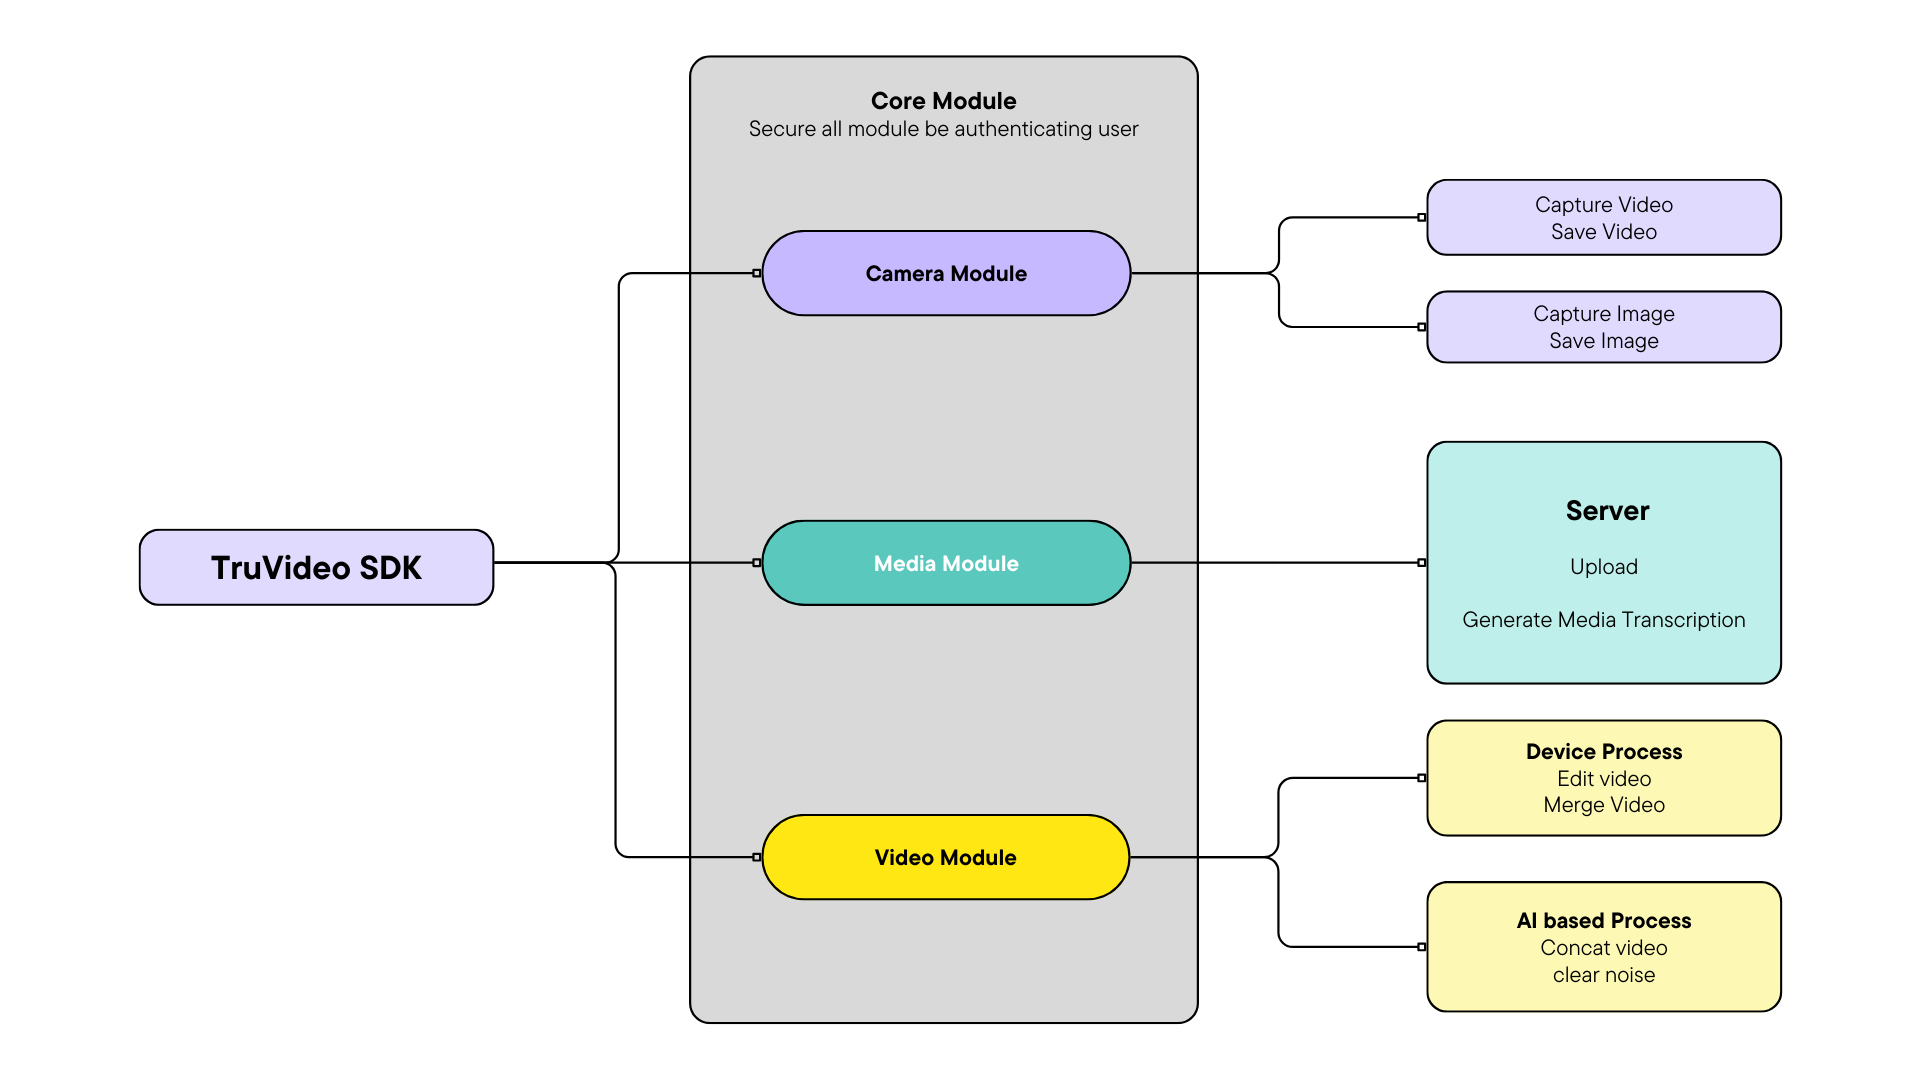 Core Module
Secure all module be authenticating user
Capture Video
Save Video
Camera Module
Capture Image
Save Image
Server
TruVideo SDK
Media Module
Upload
Generate Media Transcription
Device Process
Edit video
Merge Video
Video Module
AI based Process
Concat video
clear noise